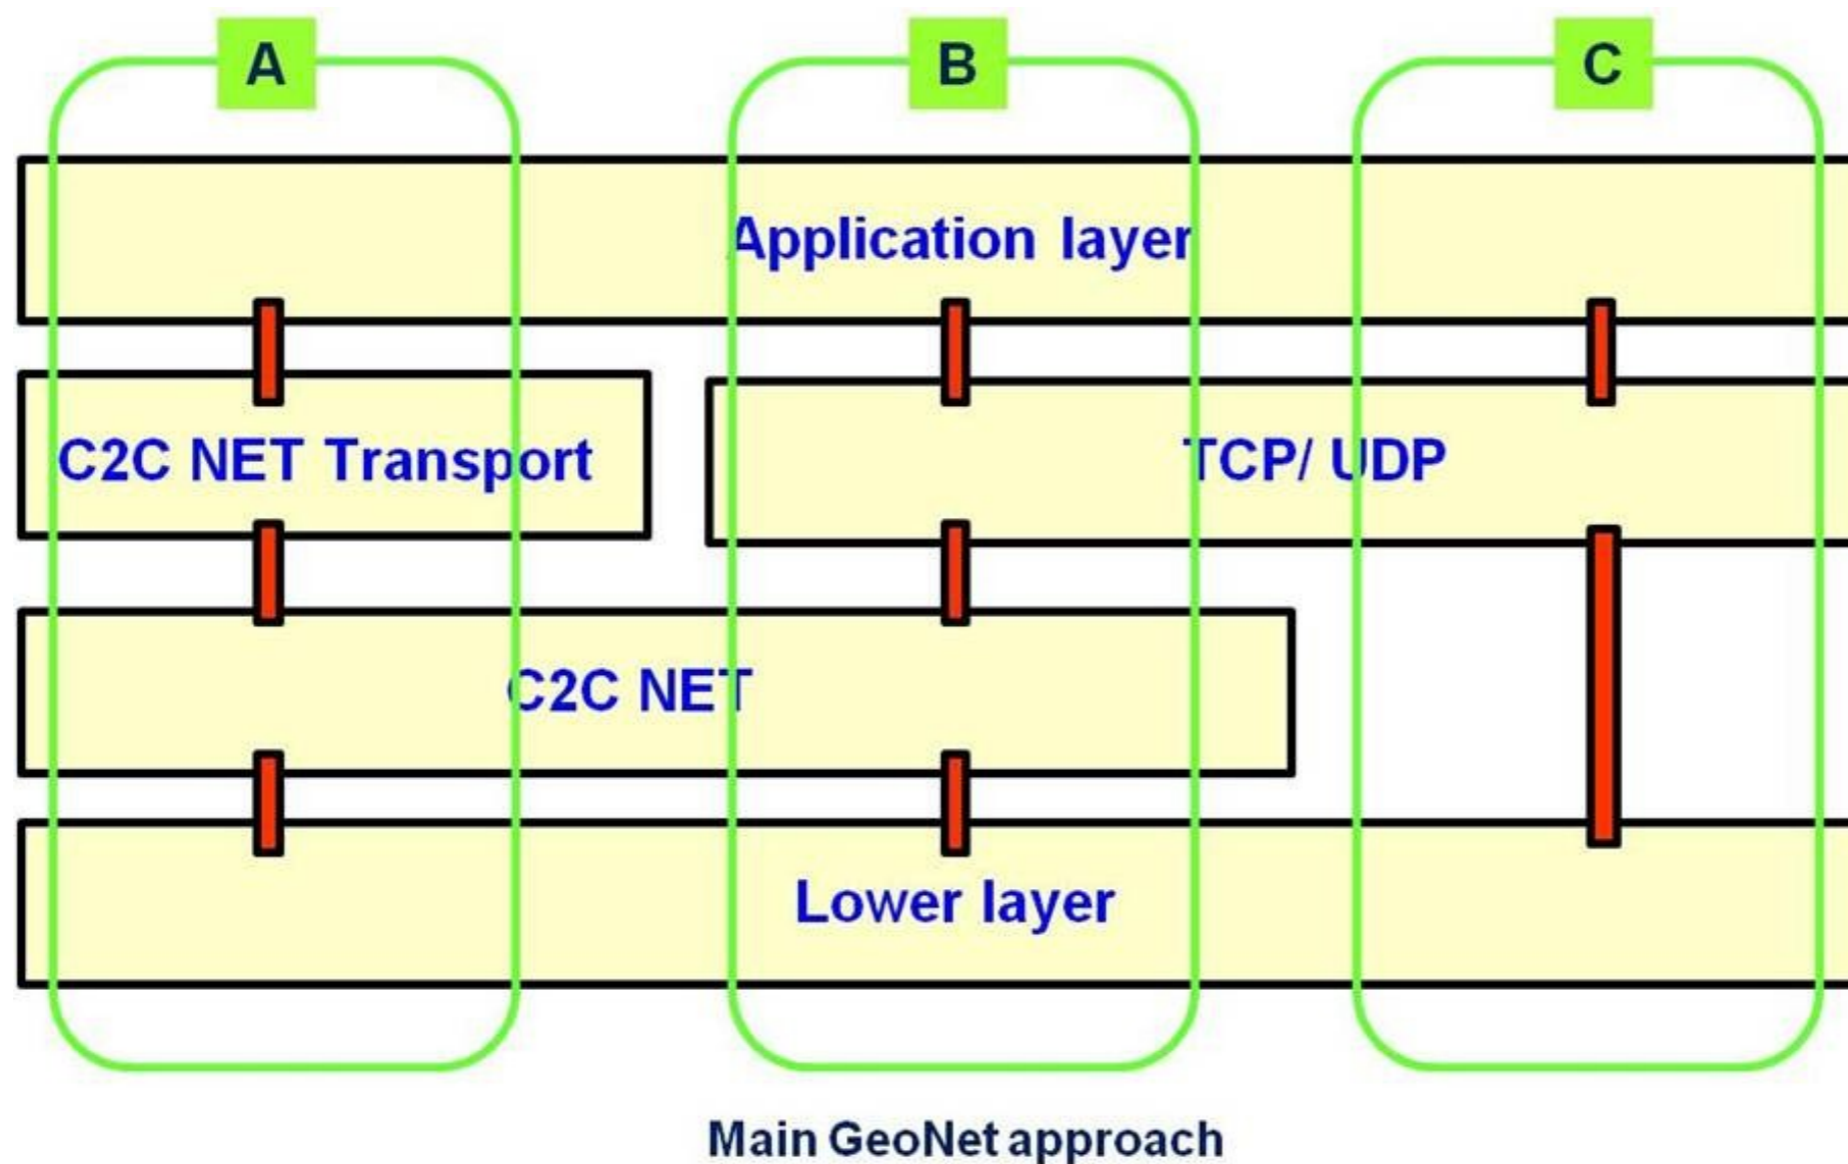 A B C
Application layer
C2C NET Transport TCP/ UDP
C2C NET
Lower layer
Main GeoNet approach